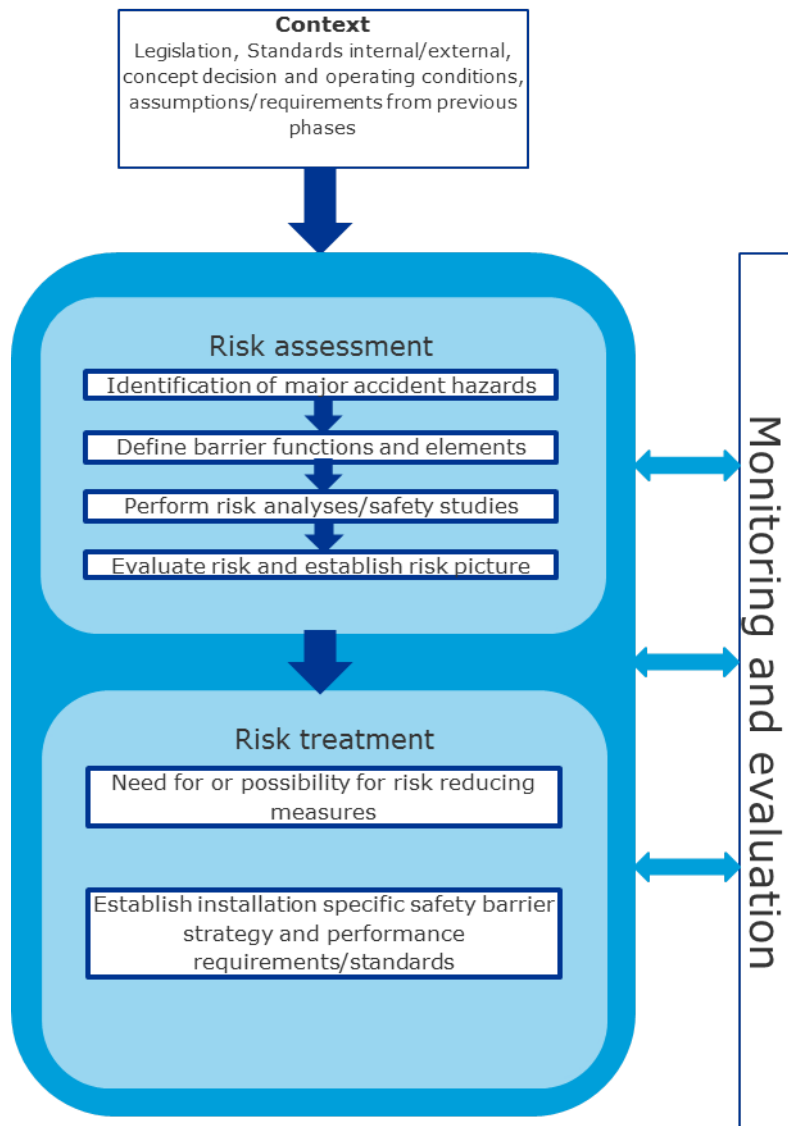 Context
Legislation, Standards internal/external,
concept decision and operating conditions,
assumptions/requirements from previous
phases
Risk assessment
Identification of major accident hazards
Define barrier functions and elements
Perform risk analyses/safety studies
Evaluate risk and establish risk picture
Risk treatment
Need for or possibility for risk reducing
measures
Establish installation specific safety barrier
strategy and performance
requirements/standards
Monitoring and evaluation